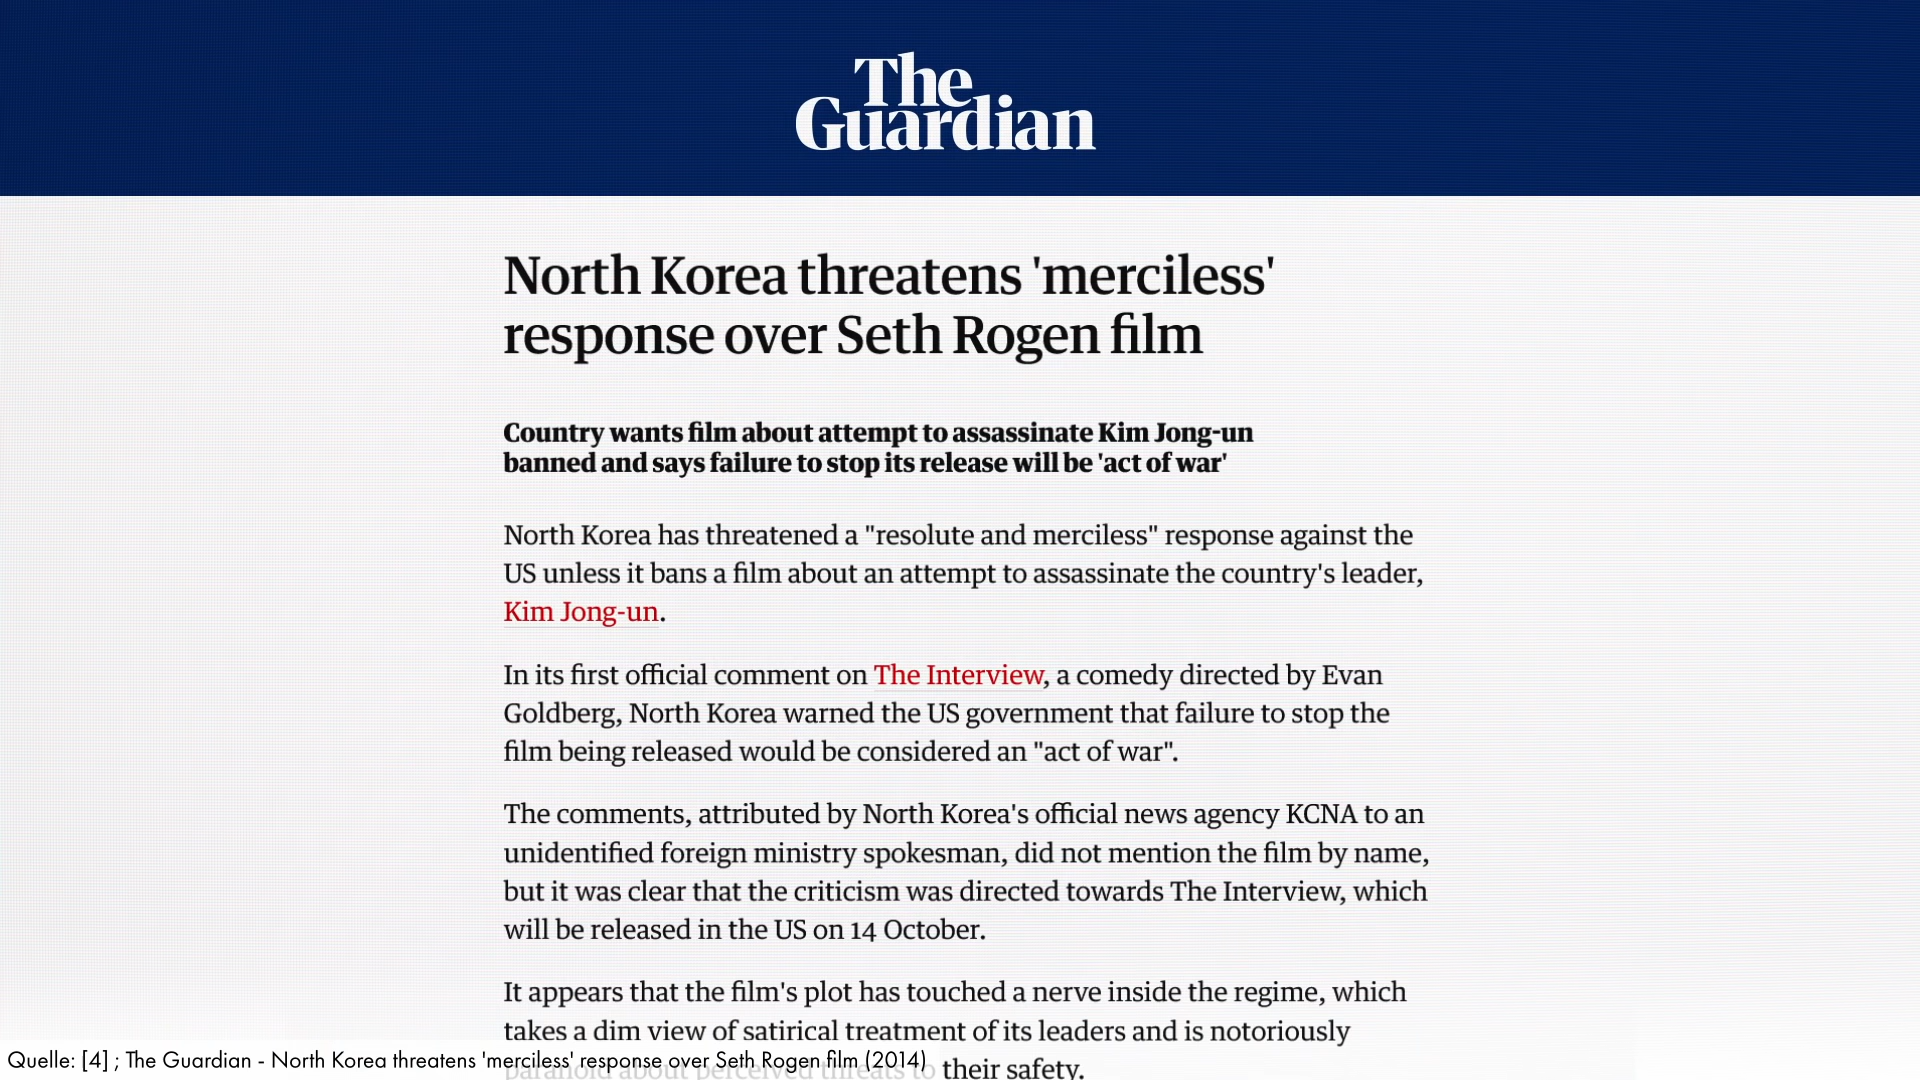 The
Guardian
North Korea threatens 'merciless'
response over Seth Rogen film
Country wants film about attempt to assassinate Kim Jong-un
banned and says failure to stop its release will be 'act of war'
North Korea has threatened a "resolute and merciless" response against the
US unless it bans a film about an attempt to assassinate the country's leader,
Kim Jong-un.
In its first official comment on The Interview, a comedy directed by Evan
Goldberg, North Korea warned the US government that failure to stop the
film being released would be considered an "act of war".
The comments, attributed by North Korea's official news agency KCNA to an
unidentified foreign ministry spokesman, did not mention the film by name,
but it was clear that the criticism was directed towards The Interview, which
will be released in the US on 14 October.
It appears that the film's plot has touched a nerve inside the regime, which
takes a dim view of satirical treatment of its leaders and is notoriously
paranoid about perceived threats to their safety.
Quelle: [4] ; The Guardian - North Korea threatens 'merciless' response over Seth Rogen film (2014)